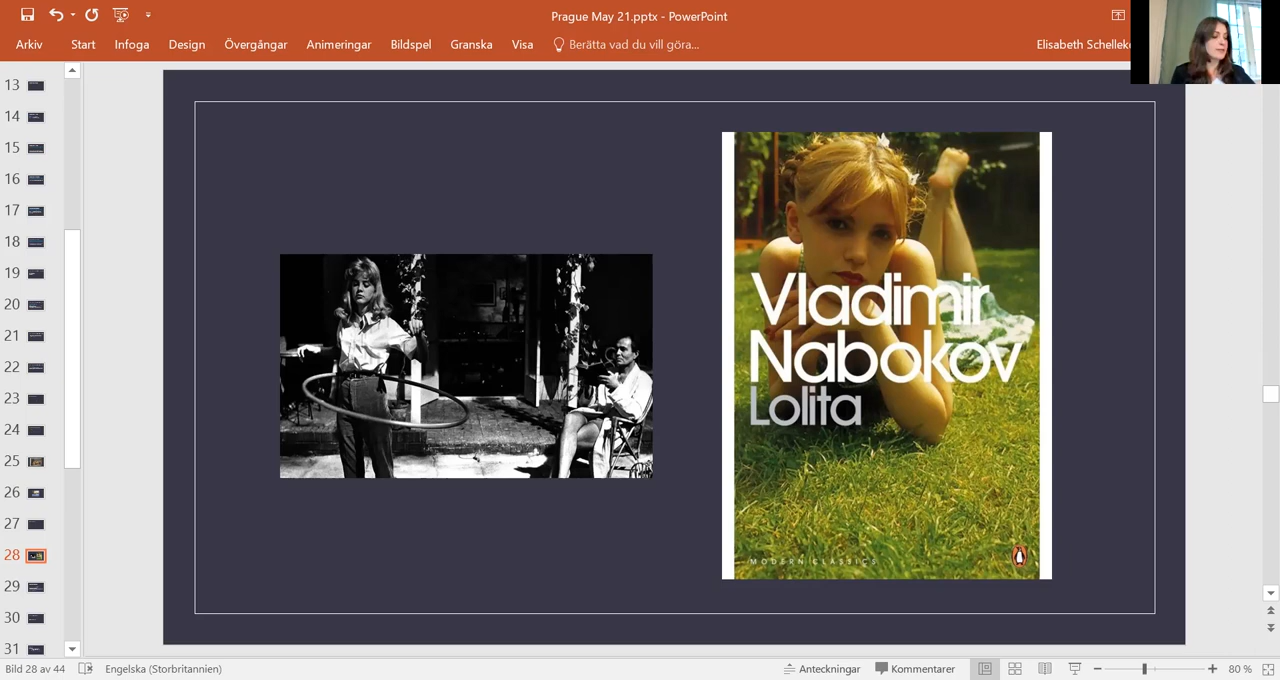 Prague May 21.pptx - PowerPoint
Arkiv Start Infoga Design Övergångar Animeringar Bildspel Granska Visa Berätta vad du vill göra... Elisabeth
13
14
15
16
17
18
19
20
21
22
23
24
25
26
27
28
29
30
31
Vladimir
Nabokov
Lolita
MODERN CLASSICS
Bild 28 av 44 Engelska (Storbritannien) Anteckningar Kommentarer 80 %